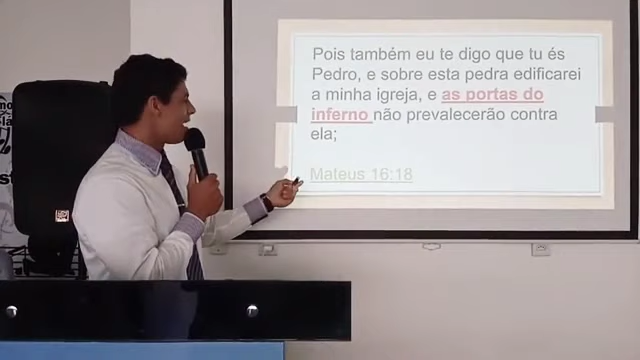 Pois também eu te digo que tu és
Pedro, e sobre esta pedra edificarei
a minha igreja, e as portas do
inferno não prevalecerão contra
ela;
Mateus 16:18